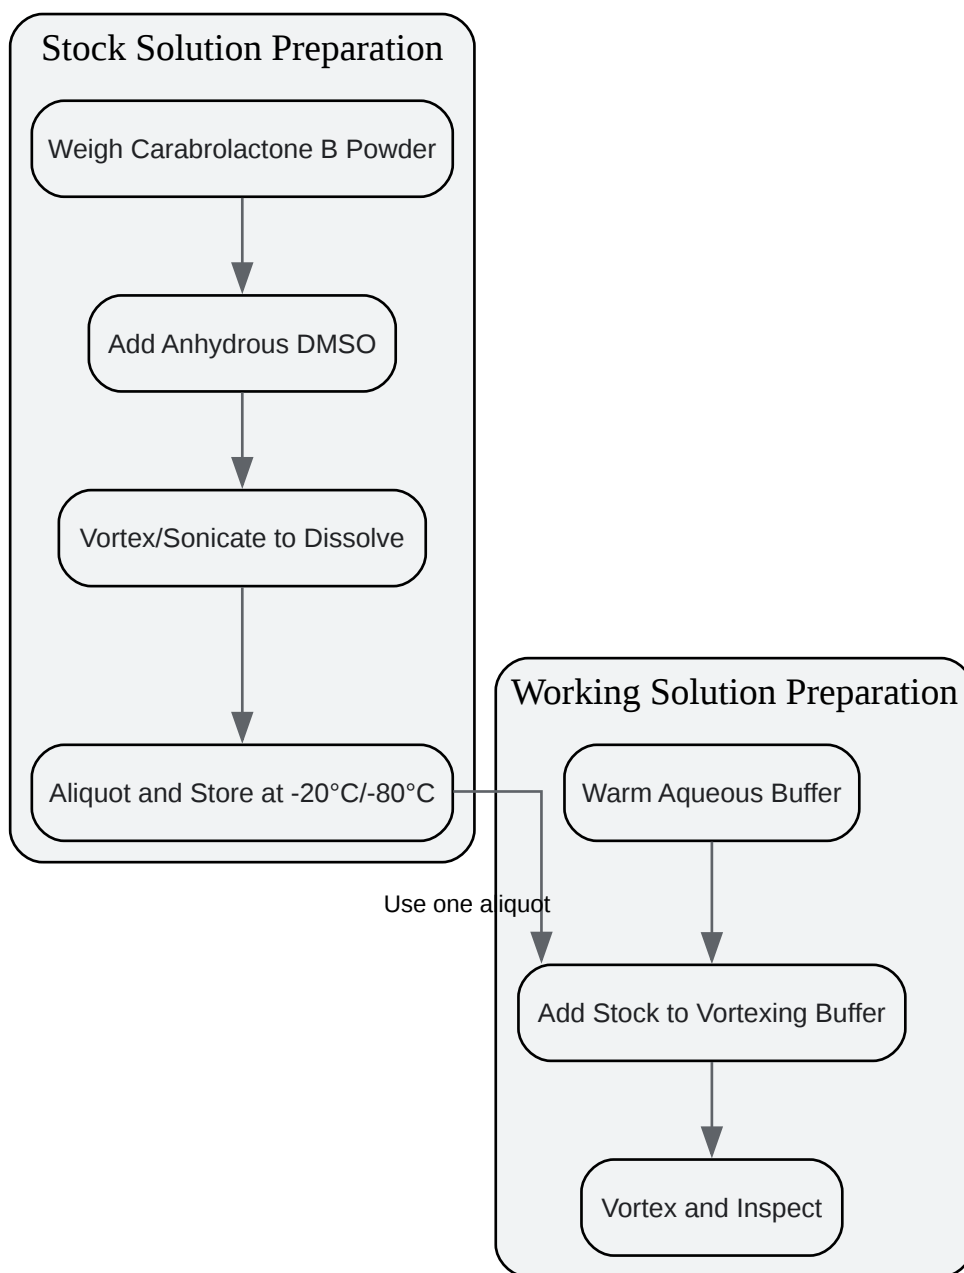 Stock Solution Preparation
Weigh Carabrolactone B Powder
Add Anhydrous DMSO
Vortex/Sonicate to Dissolve
Aliquot and Store at -20°C/-80°C
Use one aliquot
Working Solution Preparation
Warm Aqueous Buffer
Add Stock to Vortexing Buffer
Vortex and Inspect